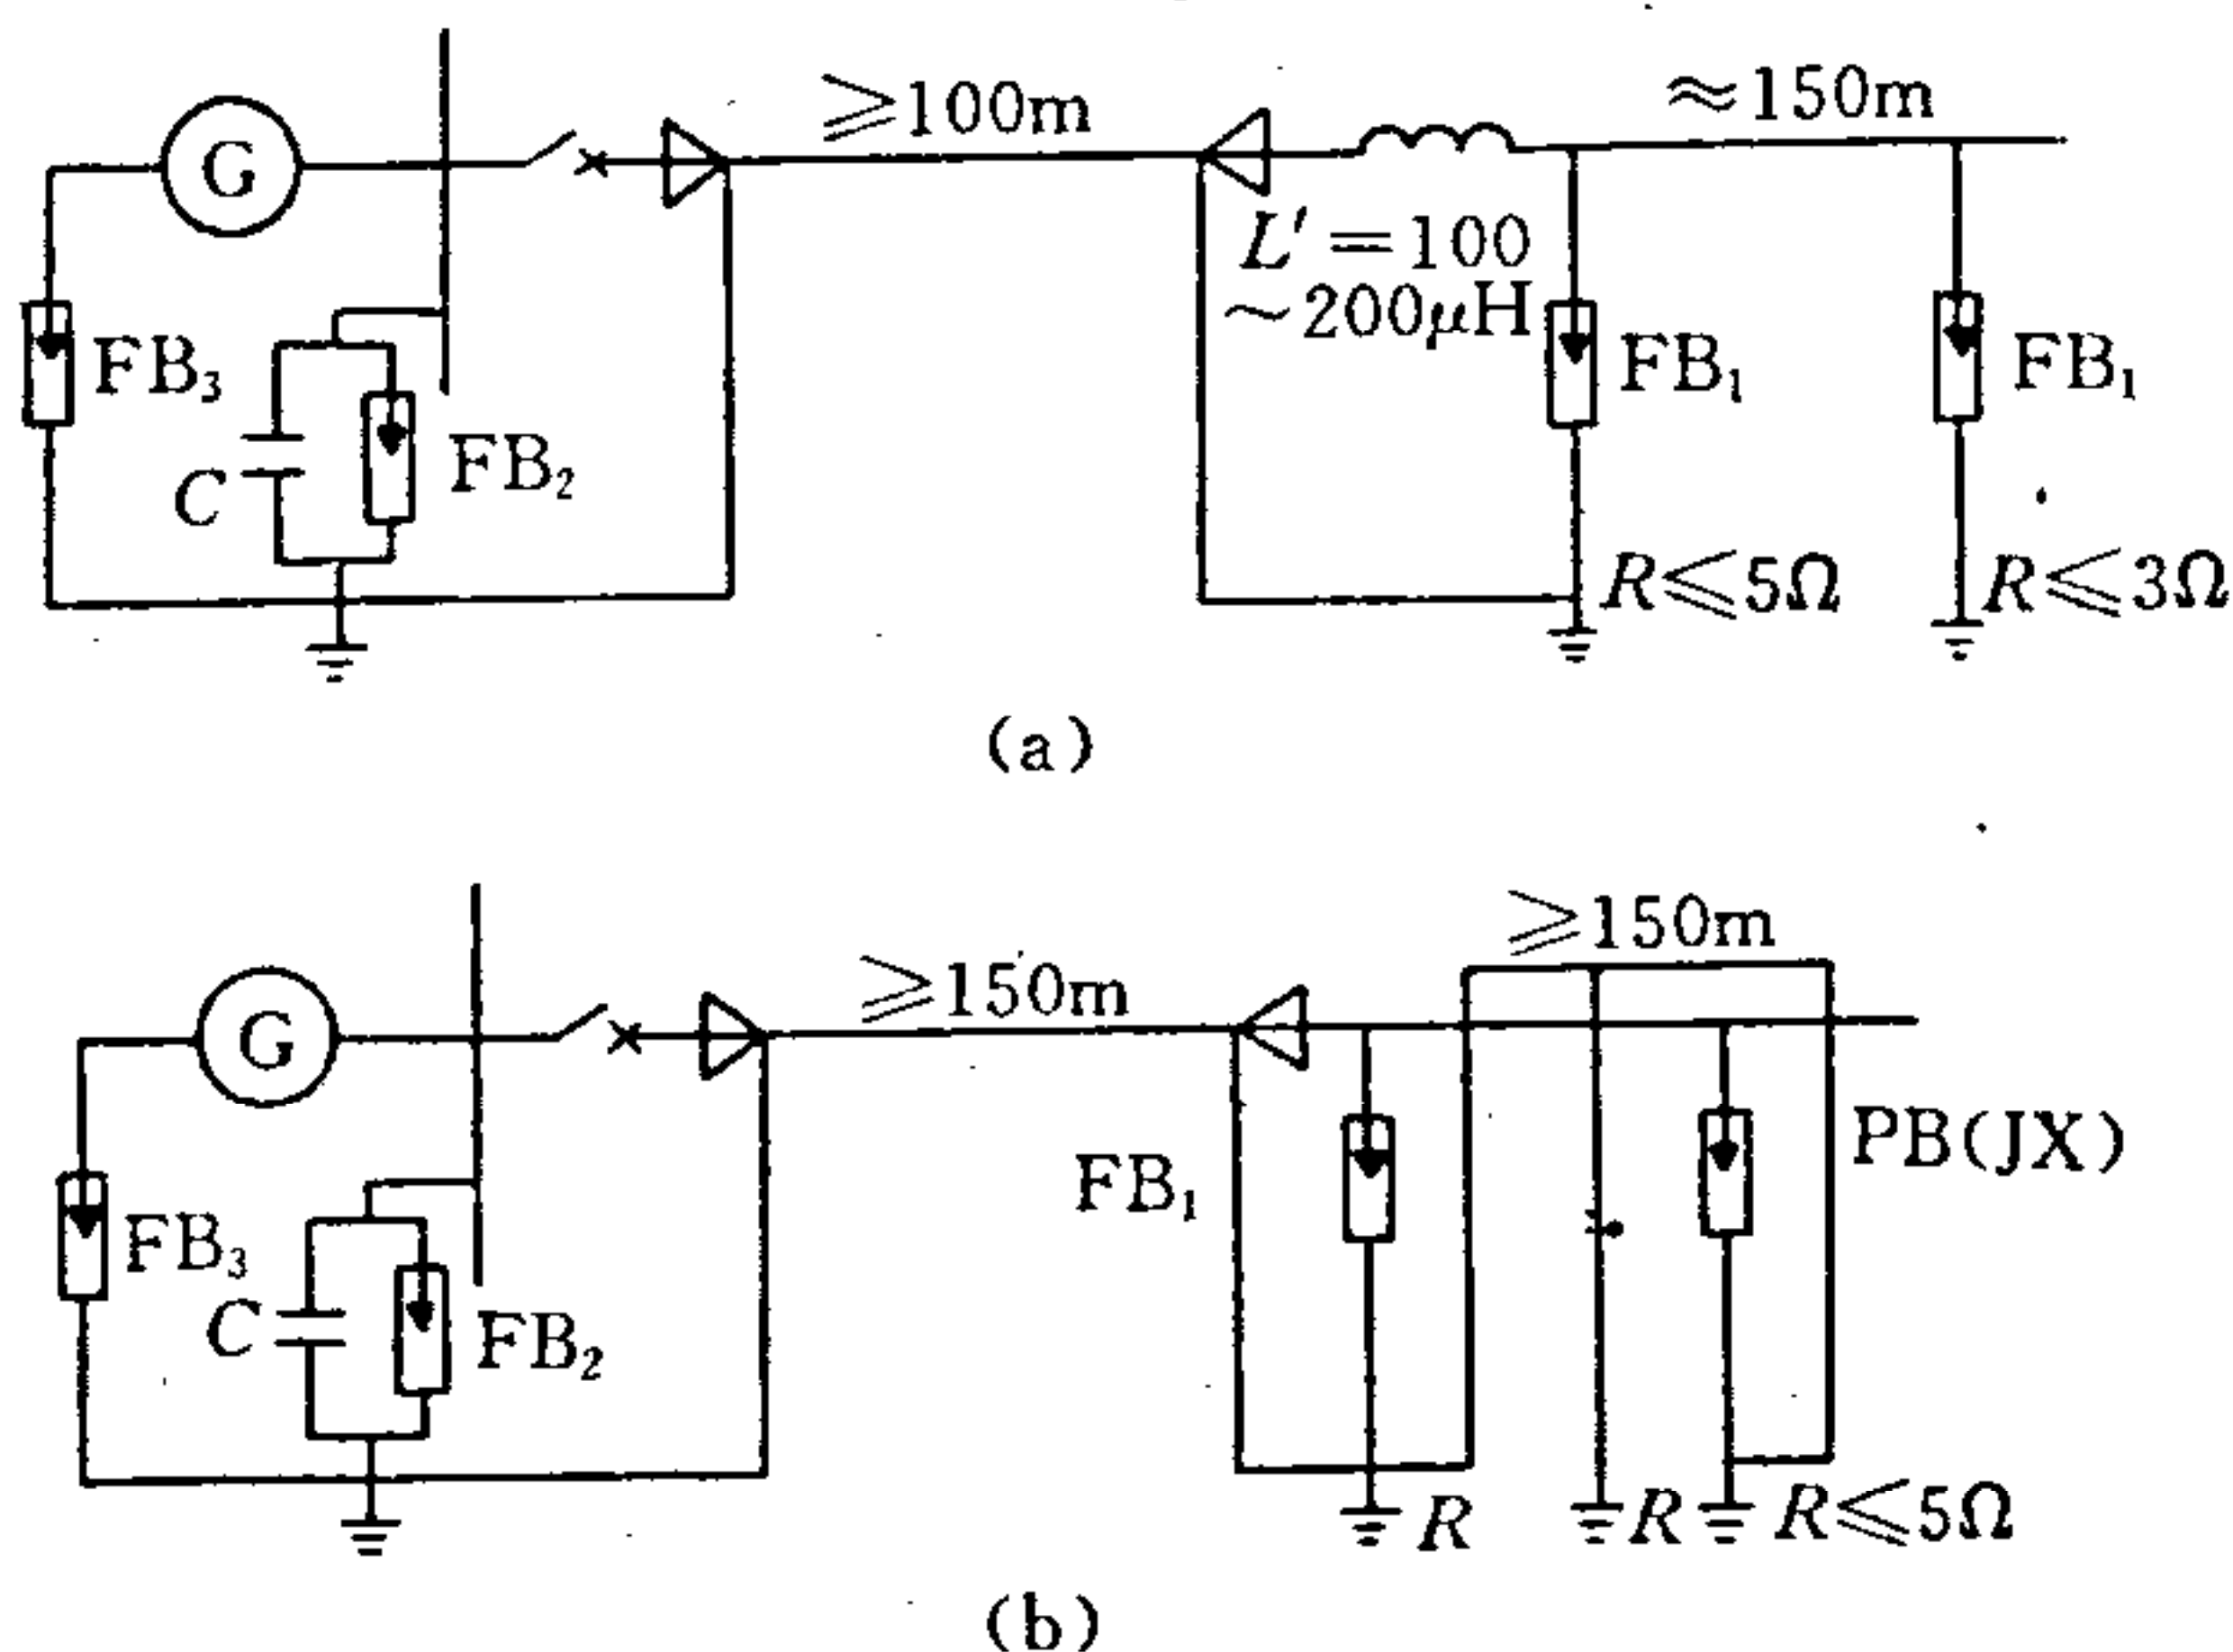 ≥100m
≈150m
G
L′=100
~200μH
FB₃
FB₁
FB₁
FB₂
C
R≤5Ω
R≤3Ω
(a)
≥150m
≥150m
G
PB(JX)
FB₁
FB₃
C
FB₂
R
R
R≤5Ω
(b)